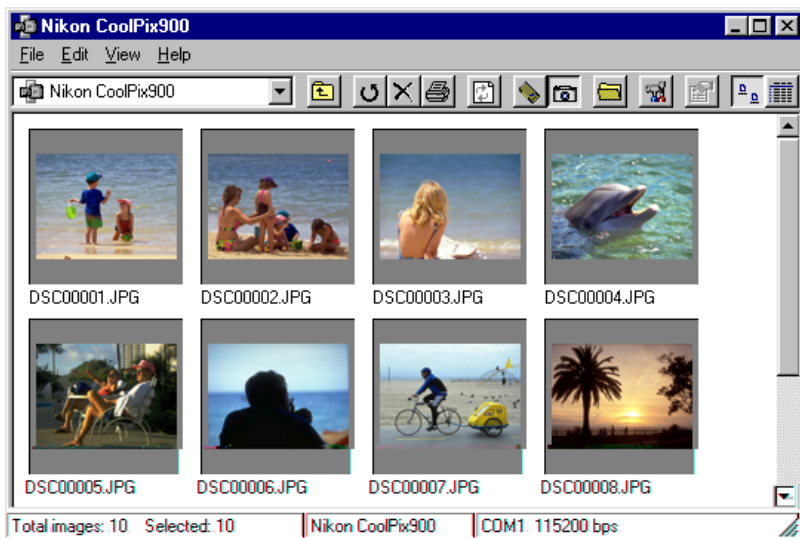 Nikon CoolPix900
File Edit View Help
Nikon CoolPix900
DSC00001.JPG DSC00002.JPG DSC00003.JPG DSC00004.JPG
DSC00005.JPG DSC00006.JPG DSC00007.JPG DSC00008.JPG
Total images: 10 Selected: 10 Nikon CoolPix900 COM1 115200 bps